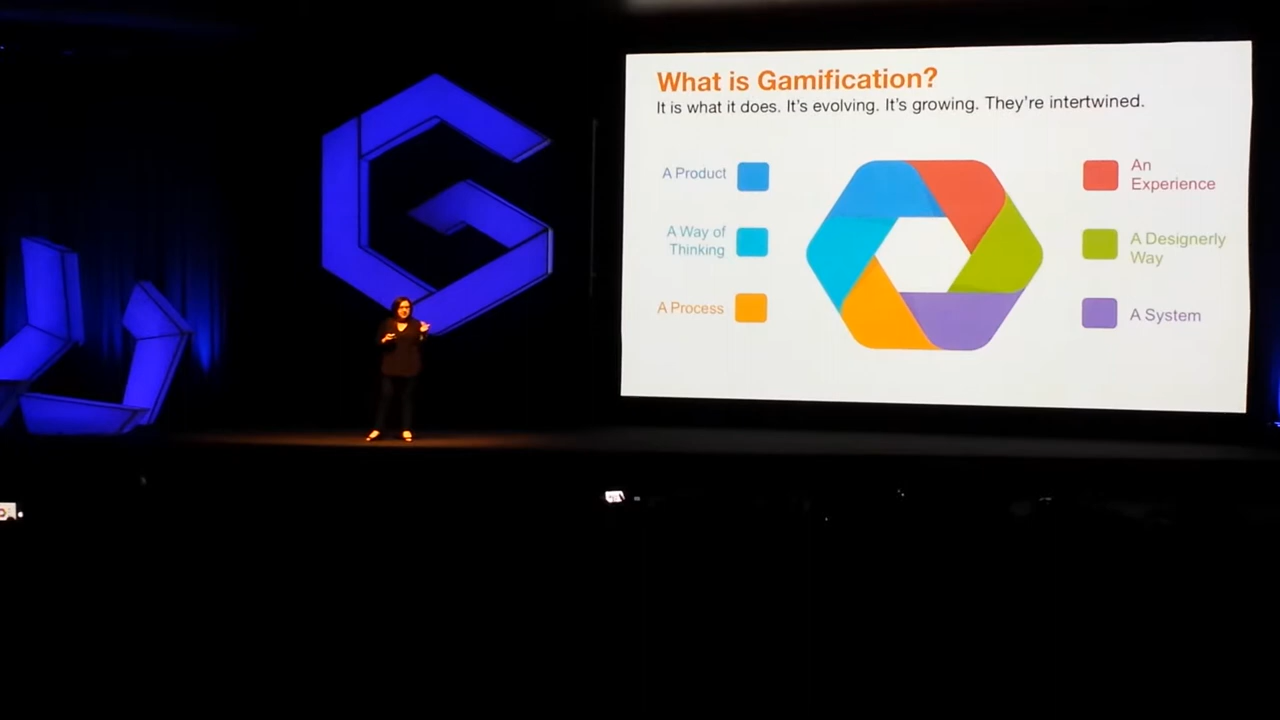 What is Gamification?
It is what it does. It's evolving. It's growing. They're intertwined.
A Product
A Way of
Thinking
A Process
An
Experience
A Designerly
Way
A System
G